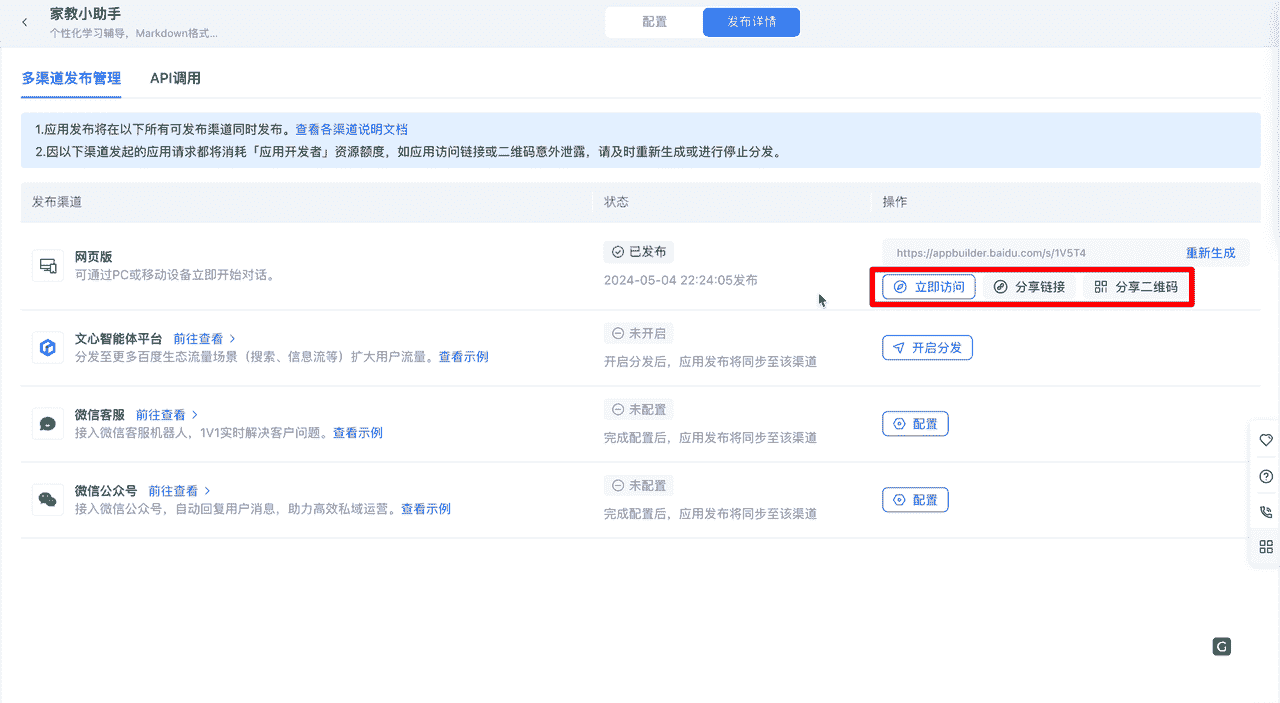 家教小助手
个性化学习辅导，Markdown格式...
配置
发布详情
多渠道发布管理
API调用
1.应用发布将在以下所有可发布渠道同时发布。查看各渠道说明文档
2.因以下渠道发起的应用请求都将消耗「应用开发者」资源额度，如应用访问链接或二维码意外泄露，请及时重新生成或进行停止分发。
发布渠道
状态
操作
网页版
可通过PC或移动设备立即开始对话。
已发布
2024-05-04 22:24:05发布
https://appbuilder.baidu.com/s/1V5T4
重新生成
立即访问
分享链接
分享二维码
文心智能体平台 前往查看 >
分发至更多百度生态流量场景（搜索、信息流等）扩大用户流量。查看示例
未开启
开启分发后，应用发布将同步至该渠道
开启分发
微信客服 前往查看 >
接入微信客服机器人，1V1实时解决客户问题。查看示例
未配置
完成配置后，应用发布将同步至该渠道
配置
微信公众号 前往查看 >
接入微信公众号，自动回复用户消息，助力高效私域运营。查看示例
未配置
完成配置后，应用发布将同步至该渠道
配置